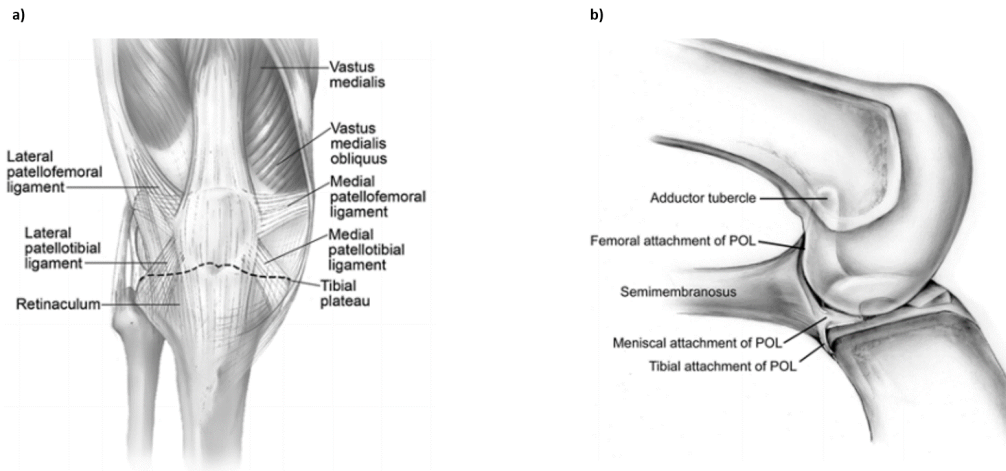 a)
Vastus
medialis
Vastus
medialis
obliquus
Lateral
patellofemoral
ligament
Medial
patellofemoral
ligament
Lateral
patellotibial
ligament
Medial
patellotibial
ligament
Retinaculum
Tibial
plateau
b)
Adductor tubercle
Femoral attachment of POL
Semimembranosus
Meniscal attachment of POL
Tibial attachment of POL